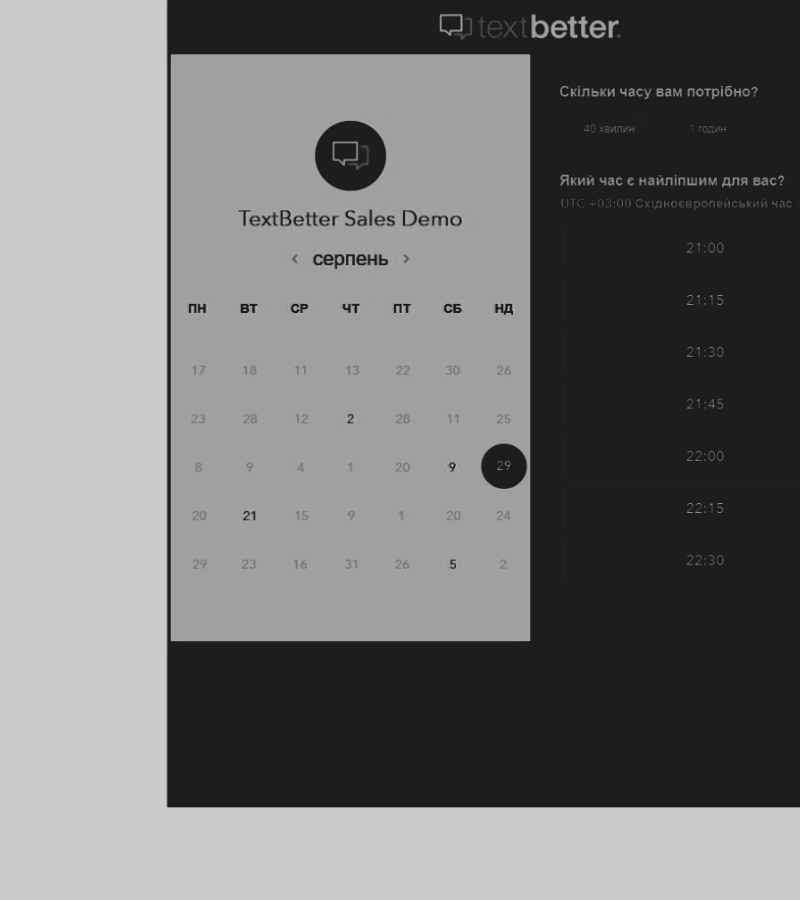 textbetter.
TextBetter Sales Demo
‹ серпень ›
ПН ВТ СР ЧТ ПТ СБ НД
17 18 11 13 22 30 26
23 28 12 2 28 11 25
8 9 4 1 20 9 29
20 21 15 9 1 20 24
29 23 16 31 26 5 2
Скільки часу вам потрібно?
40 хвилин 1 годин
Який час є найліпшим для вас?
UTC +03:00 Східноєвропейський час
21:00
21:15
21:30
21:45
22:00
22:15
22:30